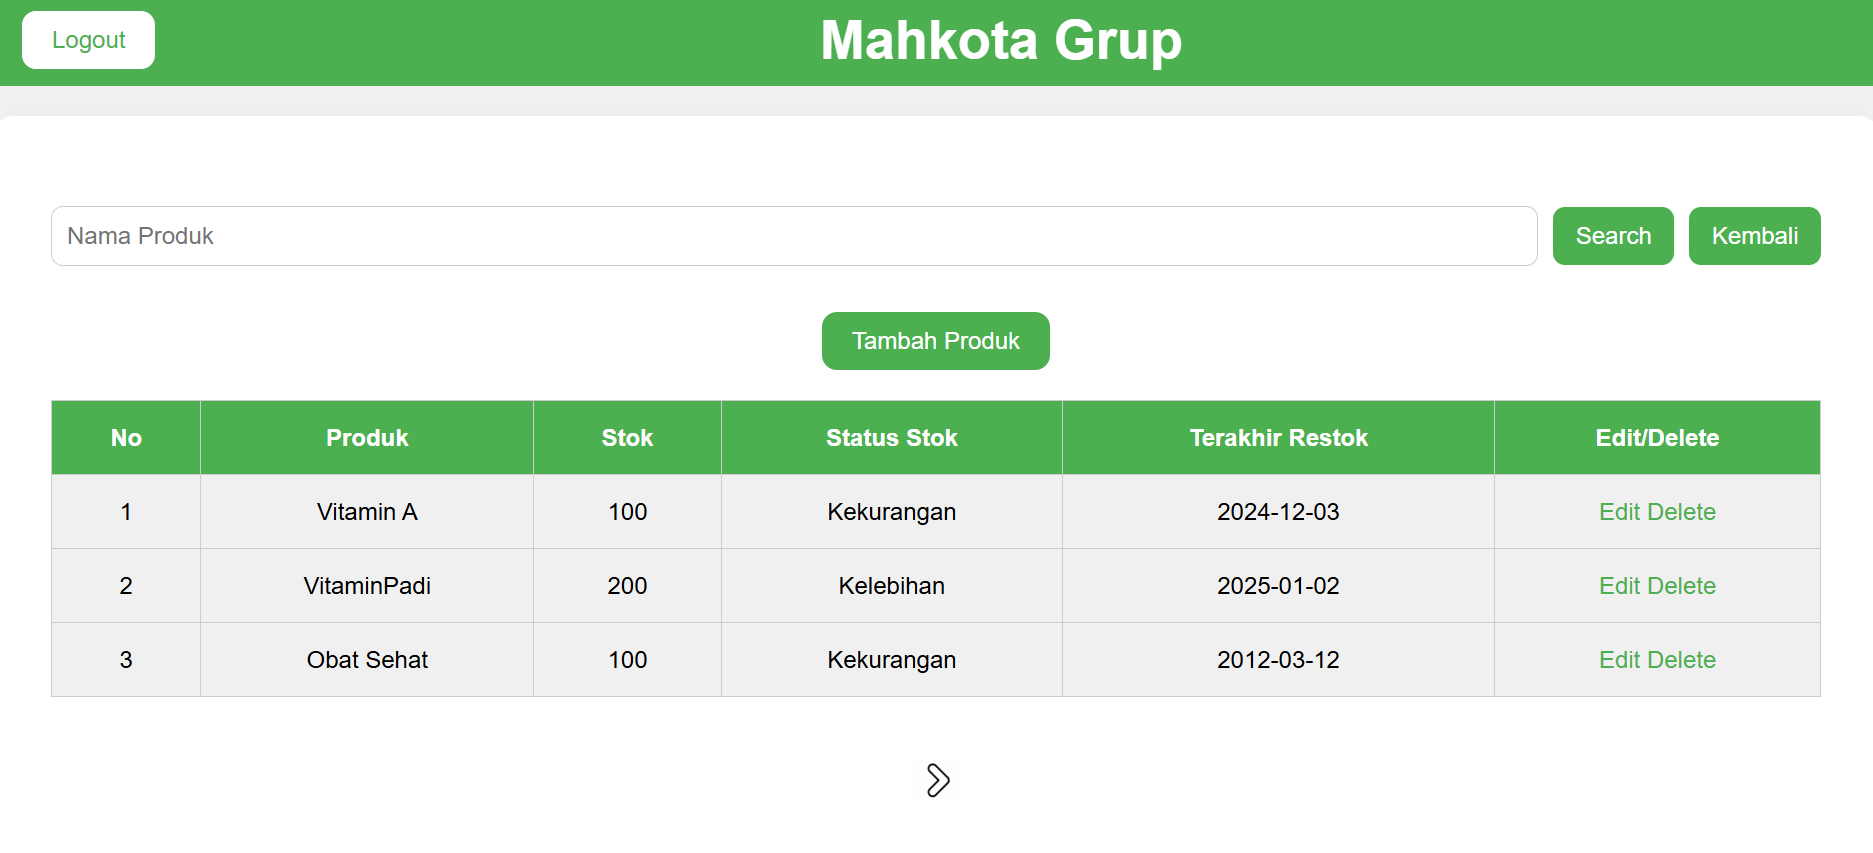 Logout
Mahkota Grup
Nama Produk
Search
Kembali
Tambah Produk
No Produk Stok Status Stok Terakhir Restok Edit/Delete
1 Vitamin A 100 Kekurangan 2024-12-03 Edit Delete
2 VitaminPadi 200 Kelebihan 2025-01-02 Edit Delete
3 Obat Sehat 100 Kekurangan 2012-03-12 Edit Delete